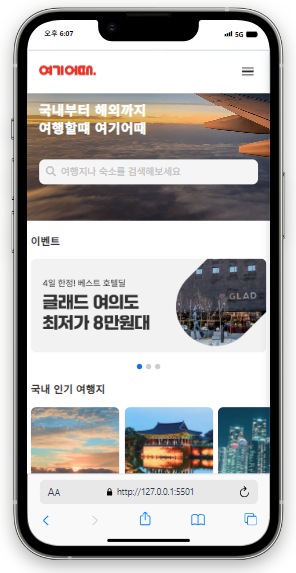 오후 6:07
5G
여기어때.
국내부터 해외까지
여행할때 여기어때
여행지나 숙소를 검색해보세요
이벤트
4일 한정! 베스트 호텔딜
글래드 여의도
최저가 8만원대
GLAD
국내 인기 여행지
AA
http://127.0.0.1:5501